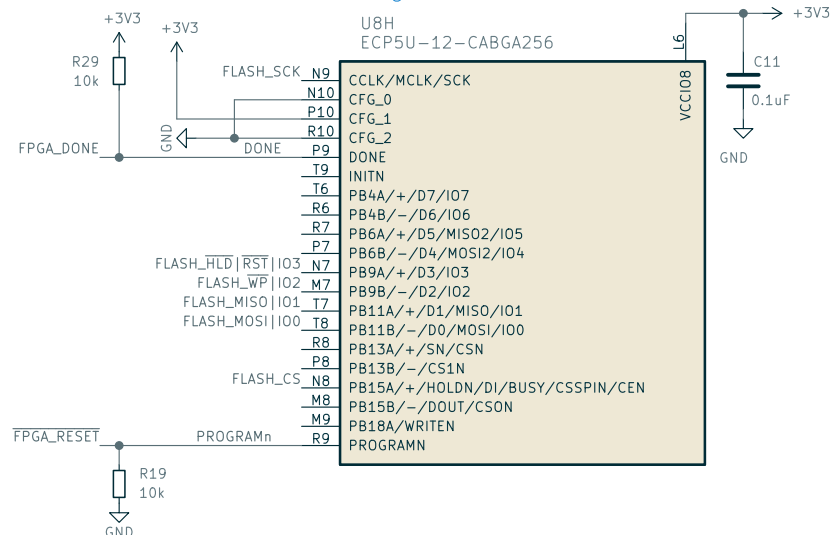 U8H
ECP5U-12-CABGA256
+3V3
+3V3
+3V3
R29
10k
FLASH_SCK
N9
CCLK/MCLK/SCK
N10
CFG_0
P10
CFG_1
R10
CFG_2
GND
FPGA_DONE
DONE
P9
DONE
T9
INITN
T6
PB4A/+/D7/IO7
R6
PB4B/-/D6/IO6
R7
PB6A/+/D5/MISO2/IO5
P7
PB6B/-/D4/MOSI2/IO4
FLASH_HLD|RST|IO3
N7
PB9A/+/D3/IO3
FLASH_WP|IO2
M7
PB9B/-/D2/IO2
FLASH_MISO|IO1
T7
PB11A/+/D1/MISO/IO1
FLASH_MOSI|IO0
T8
PB11B/-/D0/MOSI/IO0
R8
PB13A/+/SN/CSN
P8
PB13B/-/CS1N
FLASH_CS
N8
PB15A/+/HOLDN/DI/BUSY/CSSPIN/CEN
M8
PB15B/-/DOUT/CSON
M9
PB18A/WRITEN
FPGA_RESET
PROGRAMn
R9
PROGRAMN
R19
10k
GND
L6
VCCIO8
C11
0.1uF
GND